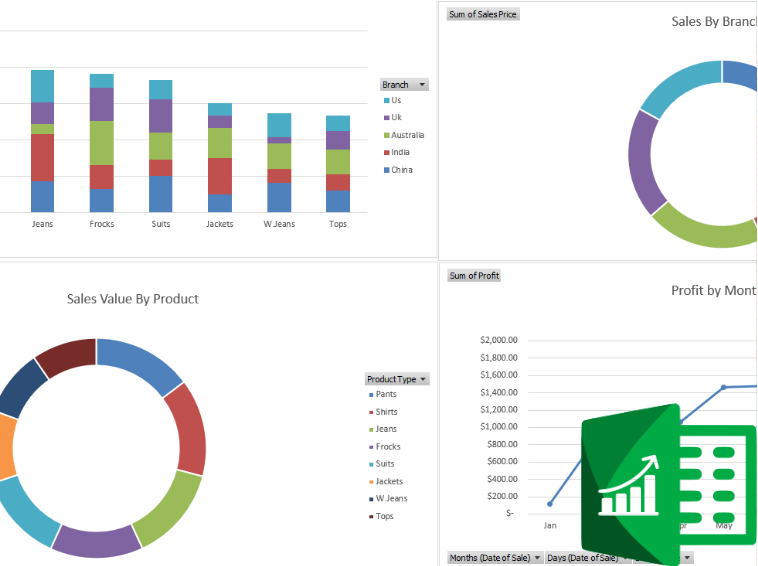 Branch
Us
Uk
Australia
India
China
Jeans Frocks Suits Jackets W.Jeans Tops
Sum of Sales Price
Sales By Branc
Sales Value By Product
Product Type
Pants
Shirts
Jeans
Frocks
Suits
Jackets
W.Jeans
Tops
Sum of Profit
Profit by Mont
$2,000.00
$1,800.00
$1,600.00
$1,400.00
$1,200.00
$1,000.00
$800.00
$600.00
$400.00
$200.00
$-
Jan May
Months (Date of Sale) Days (Date of Sale)